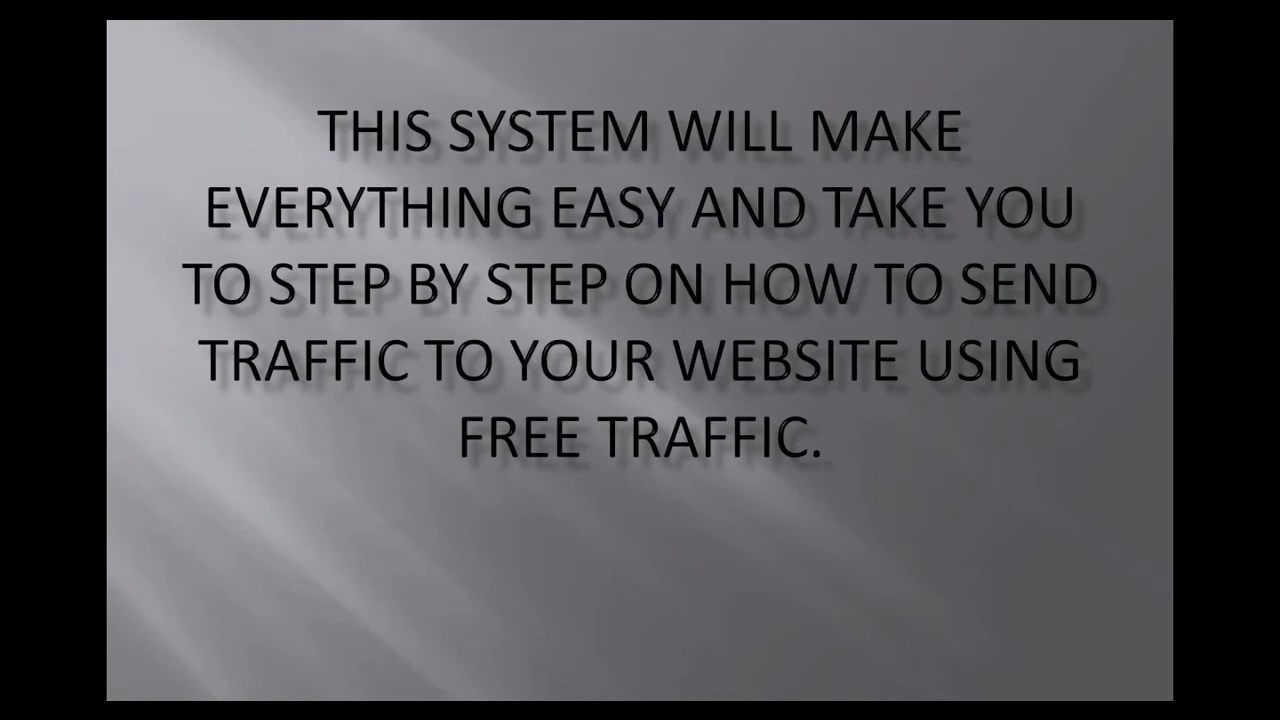 THIS SYSTEM WILL MAKE
EVERYTHING EASY AND TAKE YOU
TO STEP BY STEP ON HOW TO SEND
TRAFFIC TO YOUR WEBSITE USING
FREE TRAFFIC.